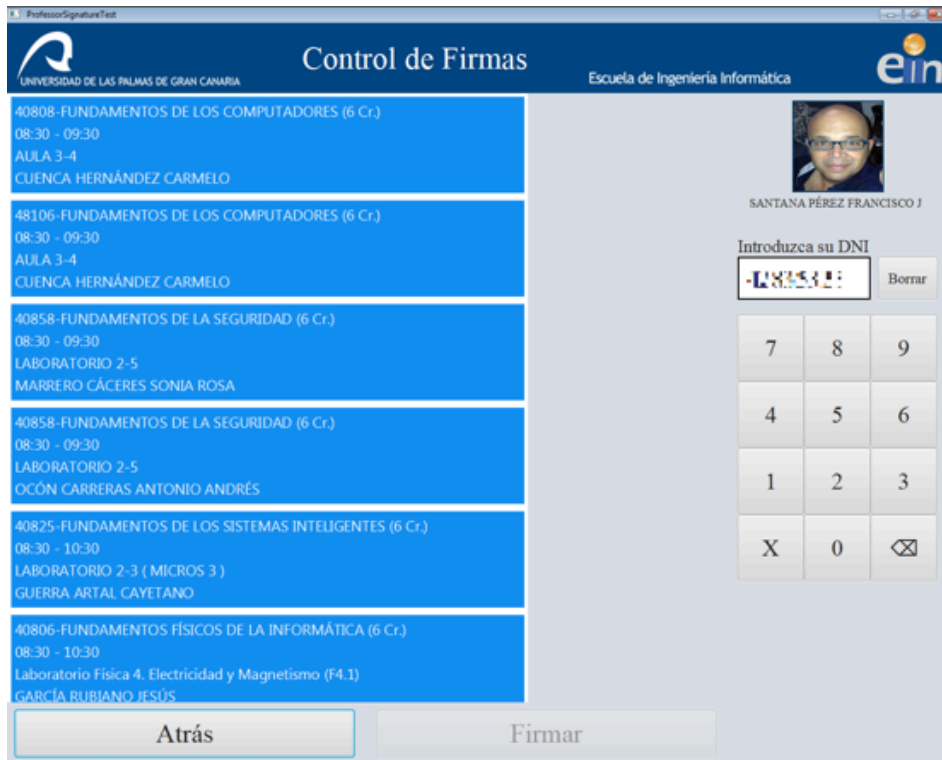 ProfessorSignatureTest
UNIVERSIDAD DE LAS PALMAS DE GRAN CANARIA
Control de Firmas
Escuela de Ingeniería Informática
ein
40808-FUNDAMENTOS DE LOS COMPUTADORES (6 Cr.)
08:30 - 09:30
AULA 3-4
CUENCA HERNÁNDEZ CARMELO
48106-FUNDAMENTOS DE LOS COMPUTADORES (6 Cr.)
08:30 - 09:30
AULA 3-4
CUENCA HERNÁNDEZ CARMELO
40858-FUNDAMENTOS DE LA SEGURIDAD (6 Cr.)
08:30 - 09:30
LABORATORIO 2-5
MARRERO CÁCERES SONIA ROSA
40858-FUNDAMENTOS DE LA SEGURIDAD (6 Cr.)
08:30 - 09:30
LABORATORIO 2-5
OCÓN CARRERAS ANTONIO ANDRÉS
40825-FUNDAMENTOS DE LOS SISTEMAS INTELIGENTES (6 Cr.)
08:30 - 10:30
LABORATORIO 2-3 ( MICROS 3 )
GUERRA ARTAL CAYETANO
40806-FUNDAMENTOS FÍSICOS DE LA INFORMÁTICA (6 Cr.)
08:30 - 10:30
Laboratorio Física 4. Electricidad y Magnetismo (F4.1)
GARCÍA RUBIANO JESÚS
SANTANA PÉREZ FRANCISCO J
Introduzca su DNI
Borrar
7 8 9
4 5 6
1 2 3
X 0 ⌫
Atrás
Firmar